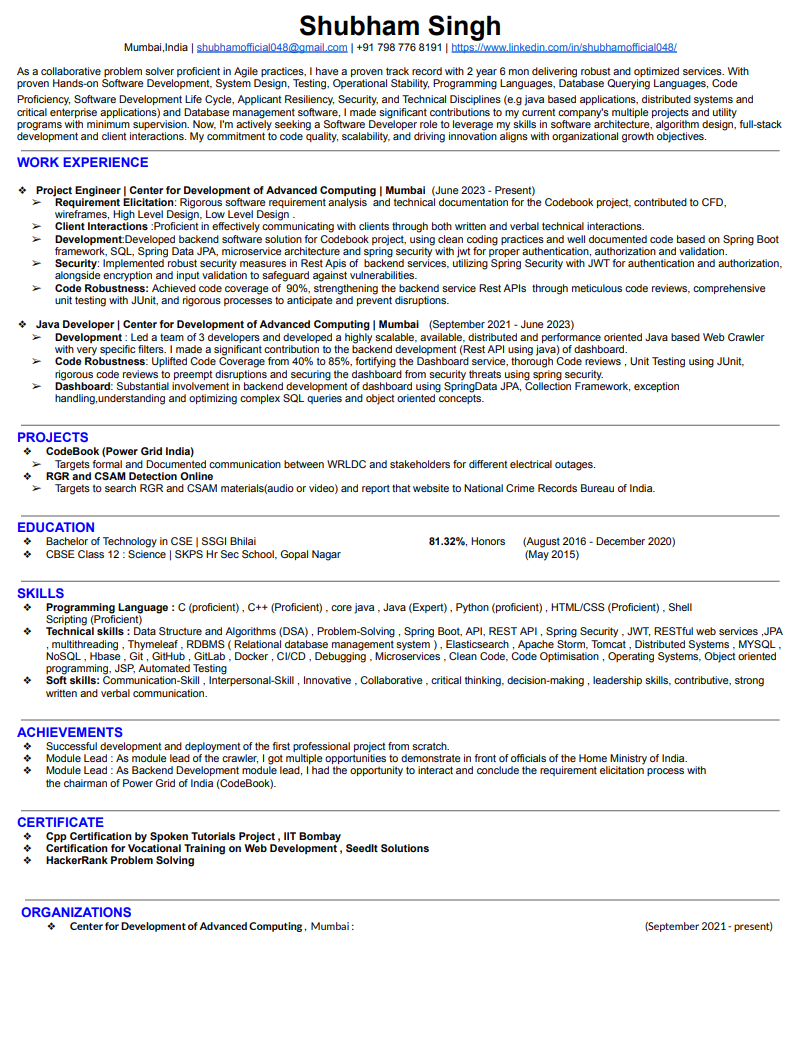 Shubham Singh
Mumbai,India | shubhamofficial048@gmail.com | +91 798 776 8191 | https://www.linkedin.com/in/shubhamofficial048/
As a collaborative problem solver proficient in Agile practices, I have a proven track record with 2 year 6 mon delivering robust and optimized services. With
proven Hands-on Software Development, System Design, Testing, Operational Stability, Programming Languages, Database Querying Languages, Code
Proficiency, Software Development Life Cycle, Applicant Resiliency, Security, and Technical Disciplines (e.g java based applications, distributed systems and
critical enterprise applications) and Database management software, I made significant contributions to my current company's multiple projects and utility
programs with minimum supervision. Now, I'm actively seeking a Software Developer role to leverage my skills in software architecture, algorithm design, full-stack
development and client interactions. My commitment to code quality, scalability, and driving innovation aligns with organizational growth objectives.
WORK EXPERIENCE
❖ Project Engineer | Center for Development of Advanced Computing | Mumbai (June 2023 - Present)
➢ Requirement Elicitation: Rigorous software requirement analysis and technical documentation for the Codebook project, contributed to CFD,
wireframes, High Level Design, Low Level Design .
➢ Client Interactions :Proficient in effectively communicating with clients through both written and verbal technical interactions.
➢ Development:Developed backend software solution for Codebook project, using clean coding practices and well documented code based on Spring Boot
framework, SQL, Spring Data JPA, microservice architecture and spring security with jwt for proper authentication, authorization and validation.
➢ Security: Implemented robust security measures in Rest Apis of backend services, utilizing Spring Security with JWT for authentication and authorization,
alongside encryption and input validation to safeguard against vulnerabilities.
➢ Code Robustness: Achieved code coverage of 90%, strengthening the backend service Rest APIs through meticulous code reviews, comprehensive
unit testing with JUnit, and rigorous processes to anticipate and prevent disruptions.
❖ Java Developer | Center for Development of Advanced Computing | Mumbai (September 2021 - June 2023)
➢ Development : Led a team of 3 developers and developed a highly scalable, available, distributed and performance oriented Java based Web Crawler
with very specific filters. I made a significant contribution to the backend development (Rest API using java) of dashboard.
➢ Code Robustness: Uplifted Code Coverage from 40% to 85%, fortifying the Dashboard service, thorough Code reviews , Unit Testing using JUnit,
rigorous code reviews to preempt disruptions and securing the dashboard from security threats using spring security.
➢ Dashboard: Substantial involvement in backend development of dashboard using SpringData JPA, Collection Framework, exception
handling,understanding and optimizing complex SQL queries and object oriented concepts.
PROJECTS
❖ CodeBook (Power Grid India)
➢ Targets formal and Documented communication between WRLDC and stakeholders for different electrical outages.
❖ RGR and CSAM Detection Online
➢ Targets to search RGR and CSAM materials(audio or video) and report that website to National Crime Records Bureau of India.
EDUCATION
❖ Bachelor of Technology in CSE | SSGI Bhilai 81.32%, Honors (August 2016 - December 2020)
❖ CBSE Class 12 : Science | SKPS Hr Sec School, Gopal Nagar (May 2015)
SKILLS
❖ Programming Language : C (proficient) , C++ (Proficient) , core java , Java (Expert) , Python (proficient) , HTML/CSS (Proficient) , Shell
Scripting (Proficient)
❖ Technical skills : Data Structure and Algorithms (DSA) , Problem-Solving , Spring Boot, API, REST API , Spring Security , JWT, RESTful web services ,JPA
, multithreading , Thymeleaf , RDBMS ( Relational database management system ) , Elasticsearch , Apache Storm, Tomcat , Distributed Systems , MYSQL ,
NoSQL , Hbase , Git , GitHub , GitLab , Docker , CI/CD , Debugging , Microservices , Clean Code, Code Optimisation , Operating Systems, Object oriented
programming, JSP, Automated Testing
❖ Soft skills: Communication-Skill , Interpersonal-Skill , Innovative , Collaborative , critical thinking, decision-making , leadership skills, contributive, strong
written and verbal communication.
ACHIEVEMENTS
❖ Successful development and deployment of the first professional project from scratch.
❖ Module Lead : As module lead of the crawler, I got multiple opportunities to demonstrate in front of officials of the Home Ministry of India.
❖ Module Lead : As Backend Development module lead, I had the opportunity to interact and conclude the requirement elicitation process with
the chairman of Power Grid of India (CodeBook).
CERTIFICATE
❖ Cpp Certification by Spoken Tutorials Project , IIT Bombay
❖ Certification for Vocational Training on Web Development , SeedIt Solutions
❖ HackerRank Problem Solving
ORGANIZATIONS
❖ Center for Development of Advanced Computing , Mumbai : (September 2021 - present)